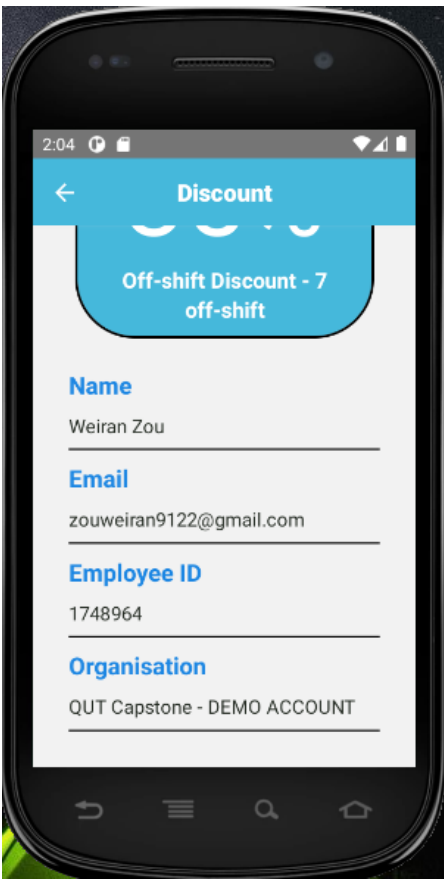 2:04
Discount
Off-shift Discount - 7
off-shift
Name
Weiran Zou
Email
zouweiran9122@gmail.com
Employee ID
1748964
Organisation
QUT Capstone - DEMO ACCOUNT